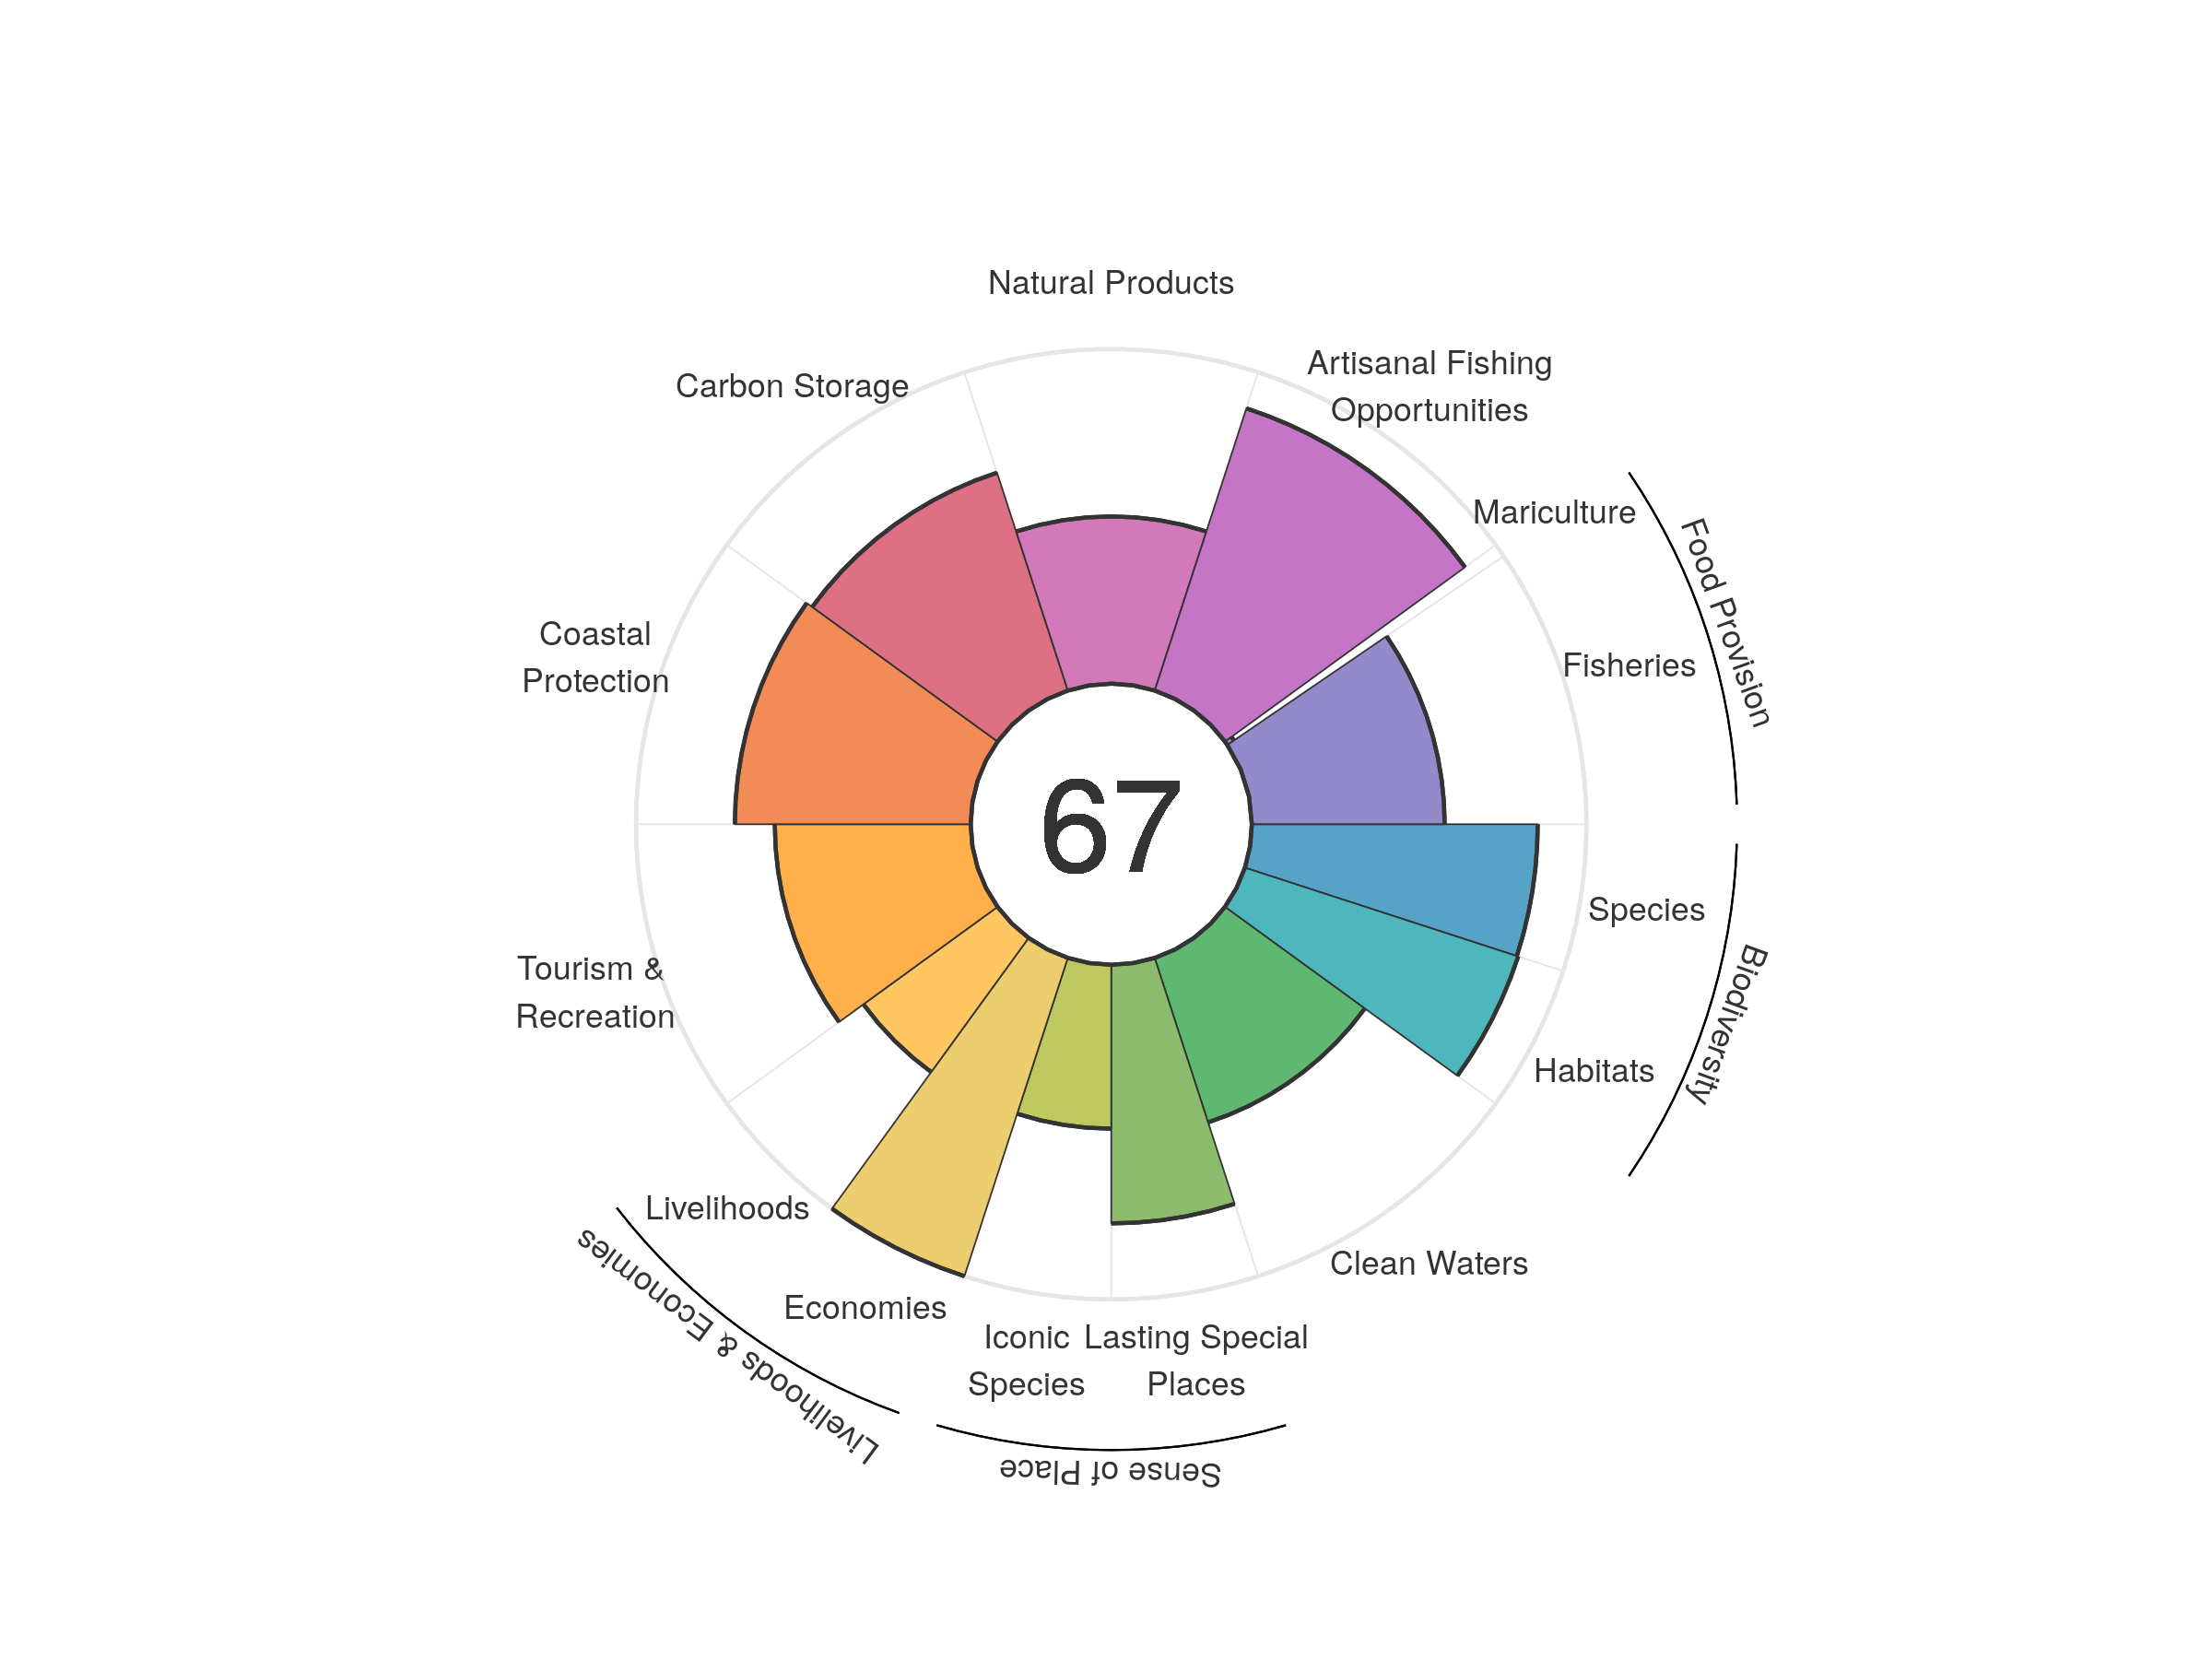 Natural Products
Artisanal Fishing
Opportunities
Carbon Storage
Mariculture
Food Provision
Coastal
Protection
Fisheries
67
Species
Biodiversity
Tourism &
Recreation
Habitats
Livelihoods
Livelihoods & Economies
Clean Waters
Economies
Iconic
Species
Lasting Special
Places
Sense of Place